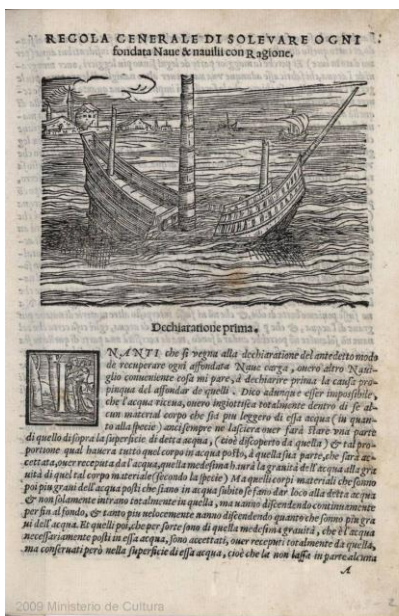 REGOLA GENERALE DI SOLEVARE OGNI
fondata Naue & nauilii con Ragione.
Dechiaratione prima.
NANTI che si vegna alla dechiaratione del antedetto modo
de recuperare ogni affondata Naue carga, ouero altro Naui-
glio conueniente cosa mi pare, à dechiarire prima la causa pro-
pinqua del affondar de quelli. Dico adunque esser impossibile,
che l'acqua riceua, ouero ingiottisca totalmente dentro di se al-
cun material corpo che sia piu leggero di essa acqua (in quan-
to alla specie) anci sempre ne lasciera ouer farà stare vna parte
di quello disopra la superficie di detta acqua, (cioè discoperto da quella) & tal pro-
portione qual hauera tutto quel corpo in acqua posto, à quella sua parte, che sarà ac-
cettata, ouer receputa dal'acqua, quella medesima haurà la grauità dell'acqua alla gra
uità di quel tal corpo materiale (secondo la specie) Ma quelli corpi materiali che sonno
poi piu graui dell'acqua posti che siano in acqua subito se fano dar loco alla detta acqua
& non solamente intrano totalmente in quella, ma uanno discendendo continuamente
per fin al fondo, & tanto piu uelocemente uanno discendendo quanto che sonno piu gra
ui dell'acqua. Et quelli poi, che per sorte sono di quella medesima grauità, che è l'acqua
necessariamente posti in essa acqua, sono accettati, ouer receputi totalmente da quella,
ma conseruati però nella superficie di essa acqua, cioè che la non lassa in parte alcuna
A
2009 Ministerio de Cultura